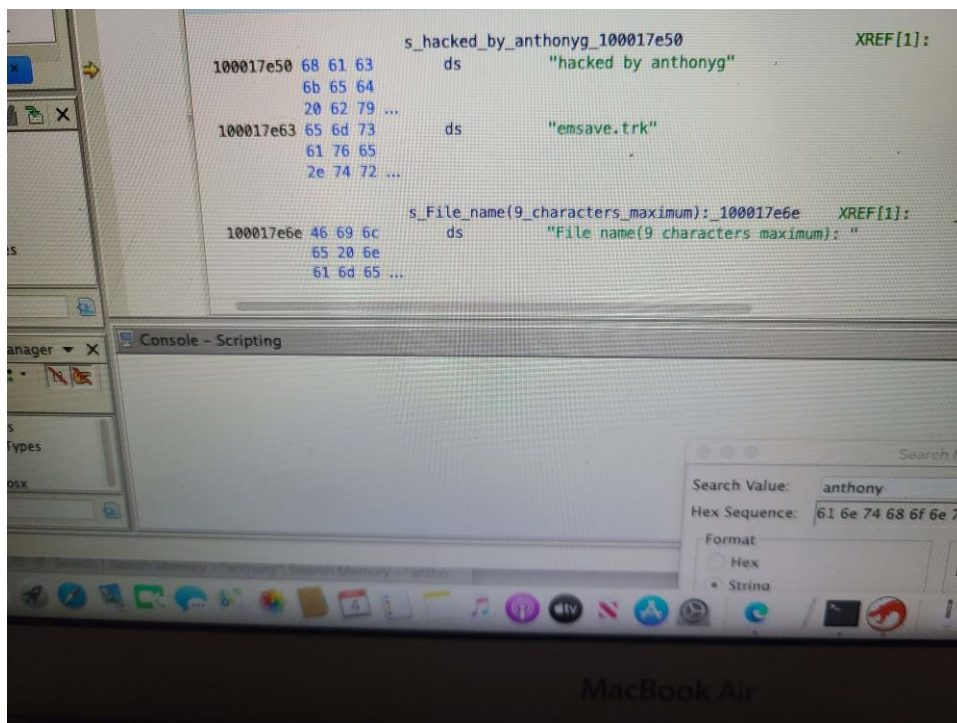 s_hacked_by_anthonyg_100017e50 XREF[1]:
100017e50 68 61 63 ds "hacked by anthonyg"
6b 65 64
20 62 79 ...
100017e63 65 6d 73 ds "emsave.trk"
61 76 65
2e 74 72 ...
s_File_name(9_characters_maximum):_100017e6e XREF[1]:
100017e6e 46 69 6c ds "File name(9 characters maximum): "
65 20 6e
61 6d 65 ...
Console - Scripting
anager
Types
osx
Search Value: anthony
Hex Sequence: 61 6e 74 68 6f 6e
Format
Hex
String
4
tv
MacBook Air